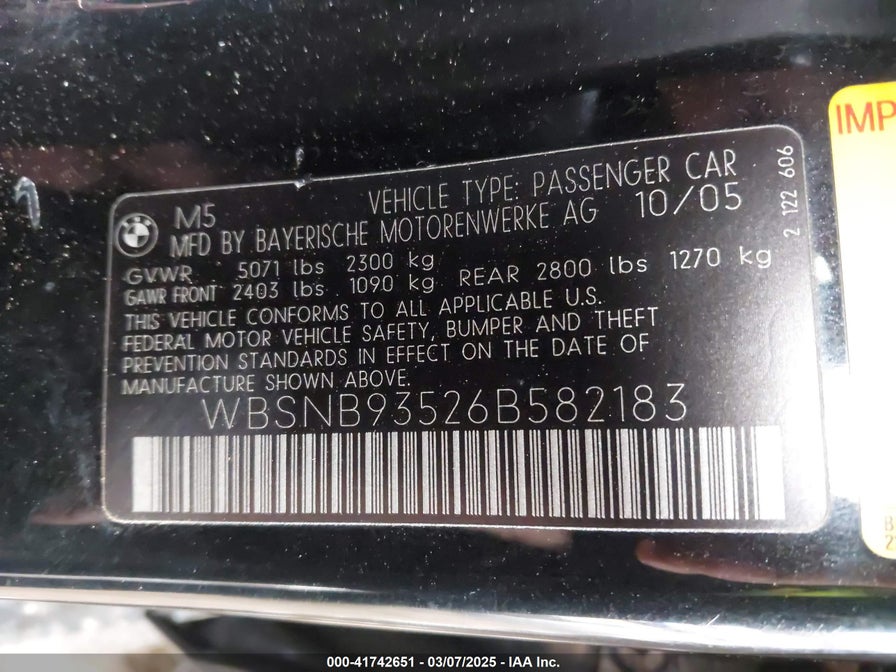 M5 VEHICLE TYPE: PASSENGER CAR
MFD BY BAYERISCHE MOTORENWERKE AG 10/05
GVWR 5071 lbs 2300 kg
GAWR FRONT 2403 lbs 1090 kg REAR 2800 lbs 1270 kg
THIS VEHICLE CONFORMS TO ALL APPLICABLE U.S.
FEDERAL MOTOR VEHICLE SAFETY, BUMPER AND THEFT
PREVENTION STANDARDS IN EFFECT ON THE DATE OF
MANUFACTURE SHOWN ABOVE.
WBSNB93526B582183
2 122 606
IMP
B
2
000-41742651 — 03/07/2025 — IAA Inc.